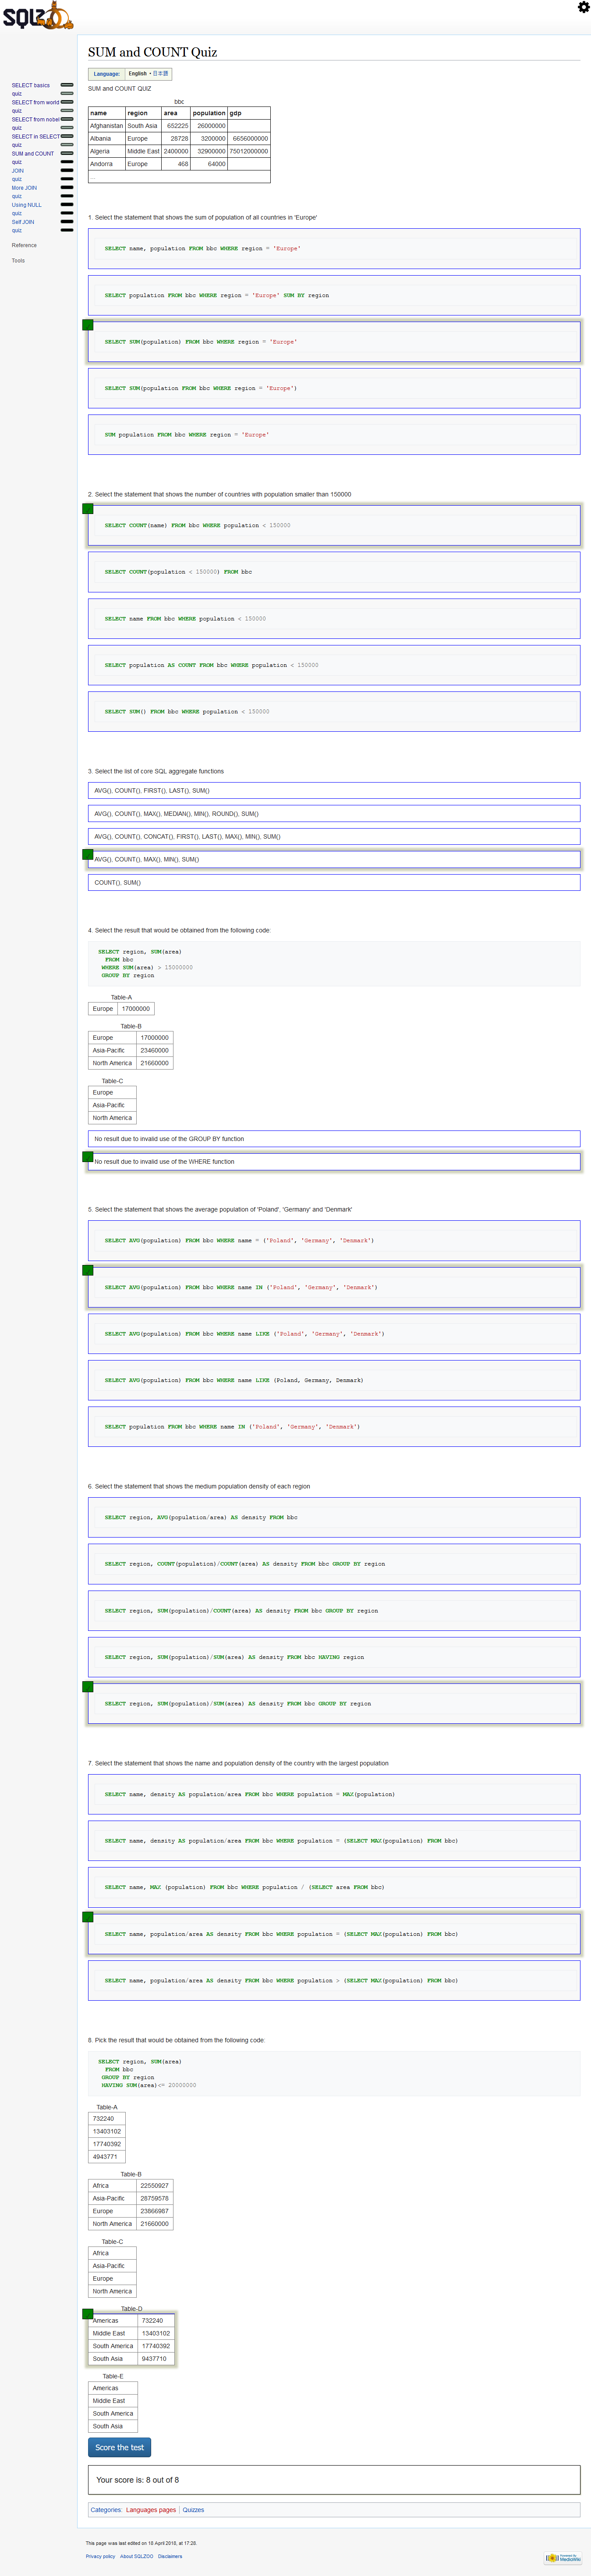 SQLZOO
SUM and COUNT Quiz
Language: English • 日本語
SELECT basics
quiz
SELECT from world
quiz
SELECT from nobel
quiz
SELECT in SELECT
quiz
SUM and COUNT
quiz
JOIN
quiz
More JOIN
quiz
Using NULL
quiz
Self JOIN
quiz
Reference
Tools
SUM and COUNT QUIZ
bbc
name region area population gdp
Afghanistan South Asia 652225 26000000
Albania Europe 28728 3200000 6656000000
Algeria Middle East 2400000 32900000 75012000000
Andorra Europe 468 64000
...
1. Select the statement that shows the sum of population of all countries in 'Europe'
SELECT name, population FROM bbc WHERE region = 'Europe'
SELECT population FROM bbc WHERE region = 'Europe' SUM BY region
SELECT SUM(population) FROM bbc WHERE region = 'Europe'
SELECT SUM(population FROM bbc WHERE region = 'Europe')
SUM population FROM bbc WHERE region = 'Europe'
2. Select the statement that shows the number of countries with population smaller than 150000
SELECT COUNT(name) FROM bbc WHERE population < 150000
SELECT COUNT(population < 150000) FROM bbc
SELECT name FROM bbc WHERE population < 150000
SELECT population AS COUNT FROM bbc WHERE population < 150000
SELECT SUM() FROM bbc WHERE population < 150000
3. Select the list of core SQL aggregate functions
AVG(), COUNT(), FIRST(), LAST(), SUM()
AVG(), COUNT(), MAX(), MEDIAN(), MIN(), ROUND(), SUM()
AVG(), COUNT(), CONCAT(), FIRST(), LAST(), MAX(), MIN(), SUM()
AVG(), COUNT(), MAX(), MIN(), SUM()
COUNT(), SUM()
4. Select the result that would be obtained from the following code:
SELECT region, SUM(area)
FROM bbc
WHERE SUM(area) > 15000000
GROUP BY region
Table-A
Europe 17000000
Table-B
Europe 17000000
Asia-Pacific 23460000
North America 21660000
Table-C
Europe
Asia-Pacific
North America
No result due to invalid use of the GROUP BY function
No result due to invalid use of the WHERE function
5. Select the statement that shows the average population of 'Poland', 'Germany' and 'Denmark'
SELECT AVG(population) FROM bbc WHERE name = ('Poland', 'Germany', 'Denmark')
SELECT AVG(population) FROM bbc WHERE name IN ('Poland', 'Germany', 'Denmark')
SELECT AVG(population) FROM bbc WHERE name LIKE ('Poland', 'Germany', 'Denmark')
SELECT AVG(population) FROM bbc WHERE name LIKE (Poland, Germany, Denmark)
SELECT population FROM bbc WHERE name IN ('Poland', 'Germany', 'Denmark')
6. Select the statement that shows the medium population density of each region
SELECT region, AVG(population/area) AS density FROM bbc
SELECT region, COUNT(population)/COUNT(area) AS density FROM bbc GROUP BY region
SELECT region, SUM(population)/COUNT(area) AS density FROM bbc GROUP BY region
SELECT region, SUM(population)/SUM(area) AS density FROM bbc HAVING region
SELECT region, SUM(population)/SUM(area) AS density FROM bbc GROUP BY region
7. Select the statement that shows the name and population density of the country with the largest population
SELECT name, density AS population/area FROM bbc WHERE population = MAX(population)
SELECT name, density AS population/area FROM bbc WHERE population = (SELECT MAX(population) FROM bbc)
SELECT name, MAX (population) FROM bbc WHERE population / (SELECT area FROM bbc)
SELECT name, population/area AS density FROM bbc WHERE population = (SELECT MAX(population) FROM bbc)
SELECT name, population/area AS density FROM bbc WHERE population > (SELECT MAX(population) FROM bbc)
8. Pick the result that would be obtained from the following code:
SELECT region, SUM(area)
FROM bbc
GROUP BY region
HAVING SUM(area)<= 20000000
Table-A
732240
13403102
17740392
4943771
Table-B
Africa 22550927
Asia-Pacific 28759578
Europe 23866987
North America 21660000
Table-C
Africa
Asia-Pacific
Europe
North America
Table-D
Americas 732240
Middle East 13403102
South America 17740392
South Asia 9437710
Table-E
Americas
Middle East
South America
South Asia
Score the test
Your score is: 8 out of 8
Categories: Languages pages | Quizzes
This page was last edited on 18 April 2018, at 17:28.
Privacy policy About SQLZOO Disclaimers
Powered By
MediaWiki